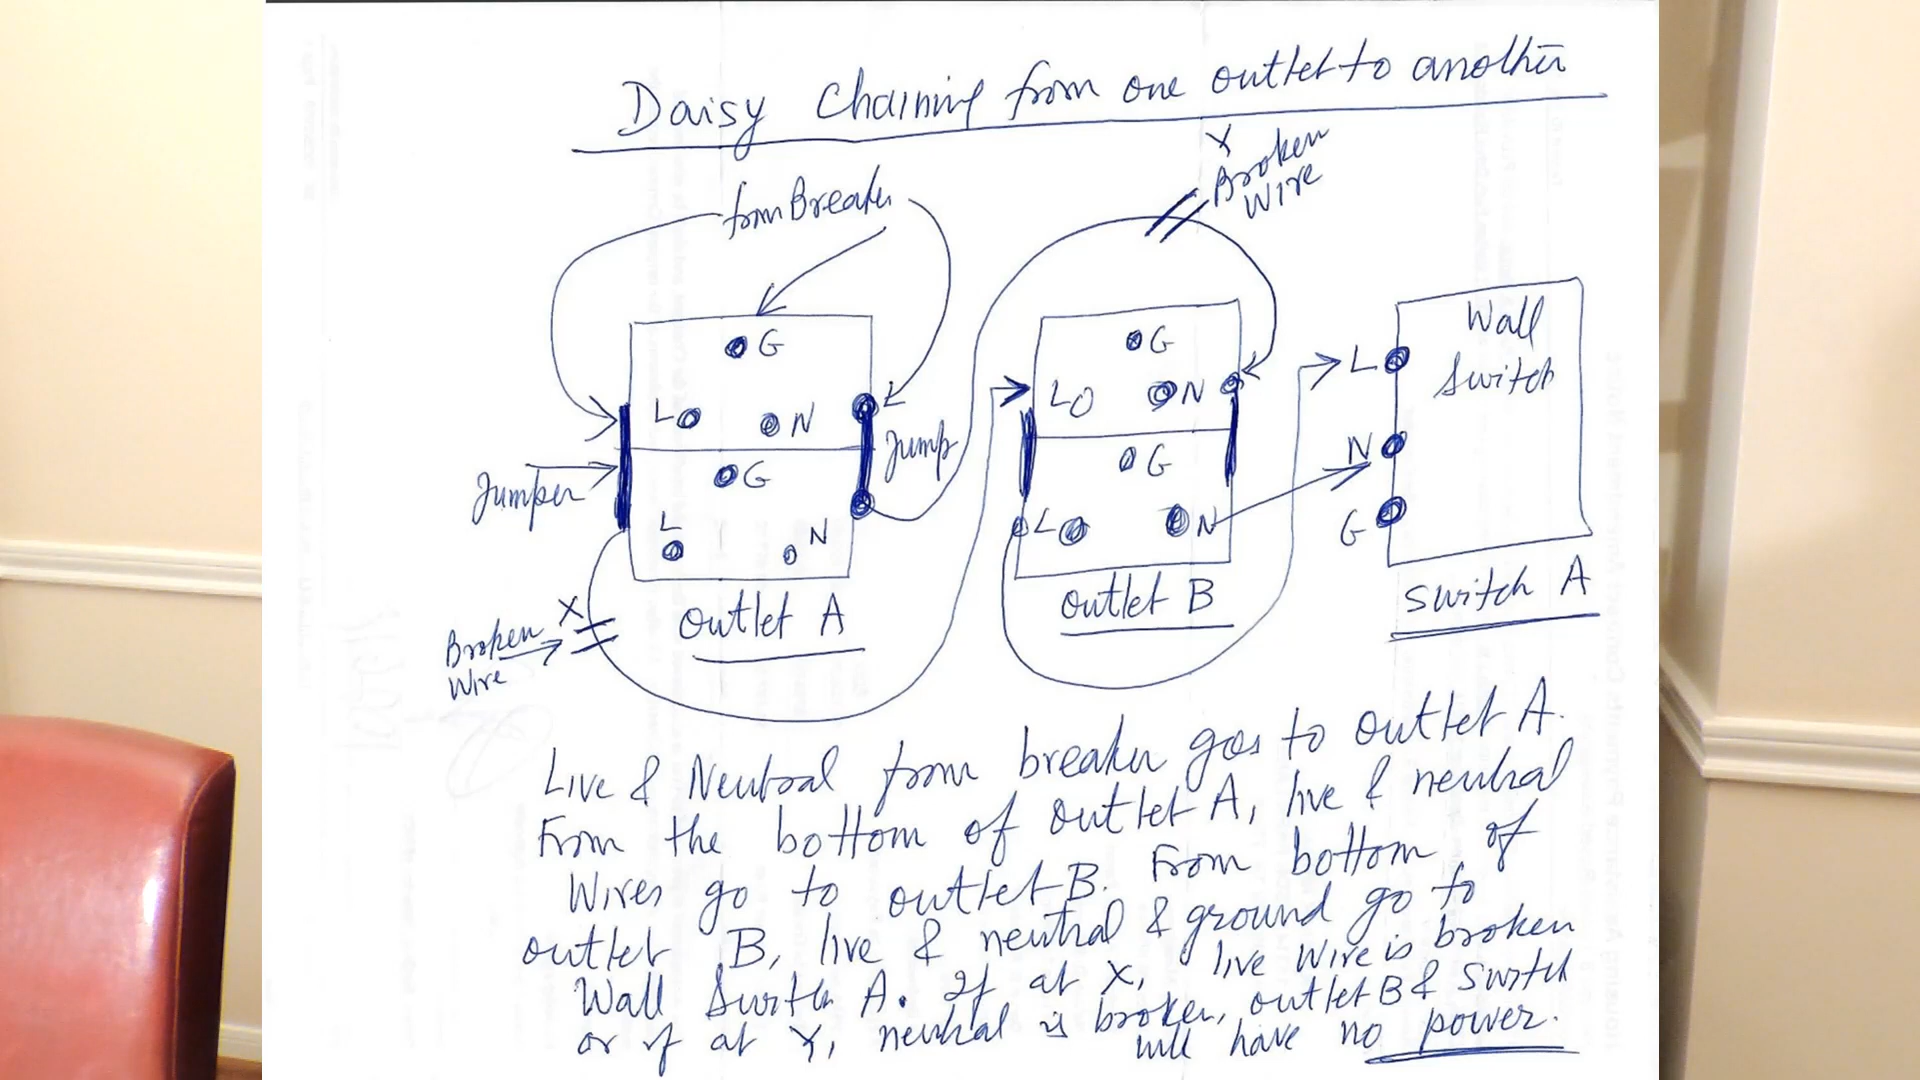 Daisy Chaining from one outlet to another
from Breaker
Y
Broken
Wire
G
L
N
Jumper
Jump
G
L
N
Broken X
Wire
outlet A
G
L
N
G
L
N
outlet B
Wall
Switch
L
N
G
Switch A
Live & Neutral from breaker goes to outlet A.
From the bottom of outlet A, live & neutral
Wires go to outlet B. From bottom of
outlet B, live & neutral & ground go to
Wall Switch A. If at X, live wire is broken
or if at Y, neutral is broken, outlet B & Switch
will have no power.